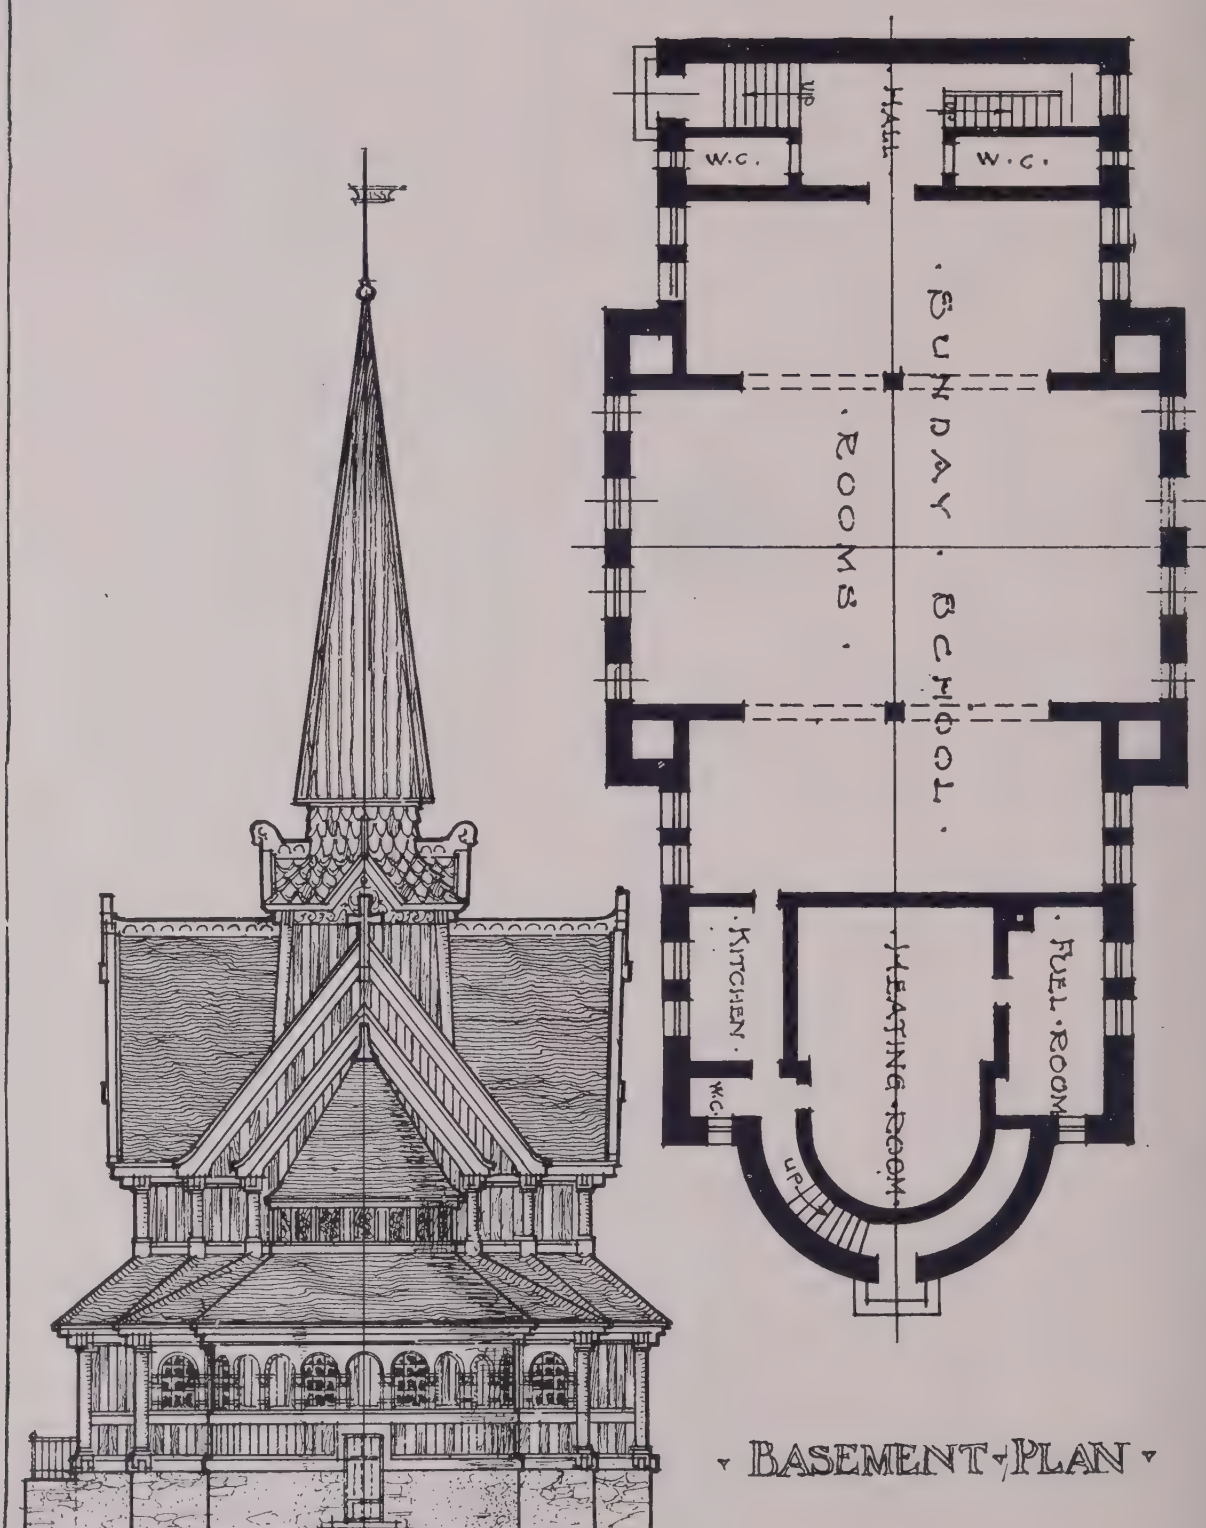 UP
HALL
UP
W.C.
W.C.
· SUNDAY · SCHOOL ·
· ROOMS ·
· KITCHEN ·
· HEATING · ROOM ·
· FUEL · ROOM
W.C.
UP
· BASEMENT · PLAN ·